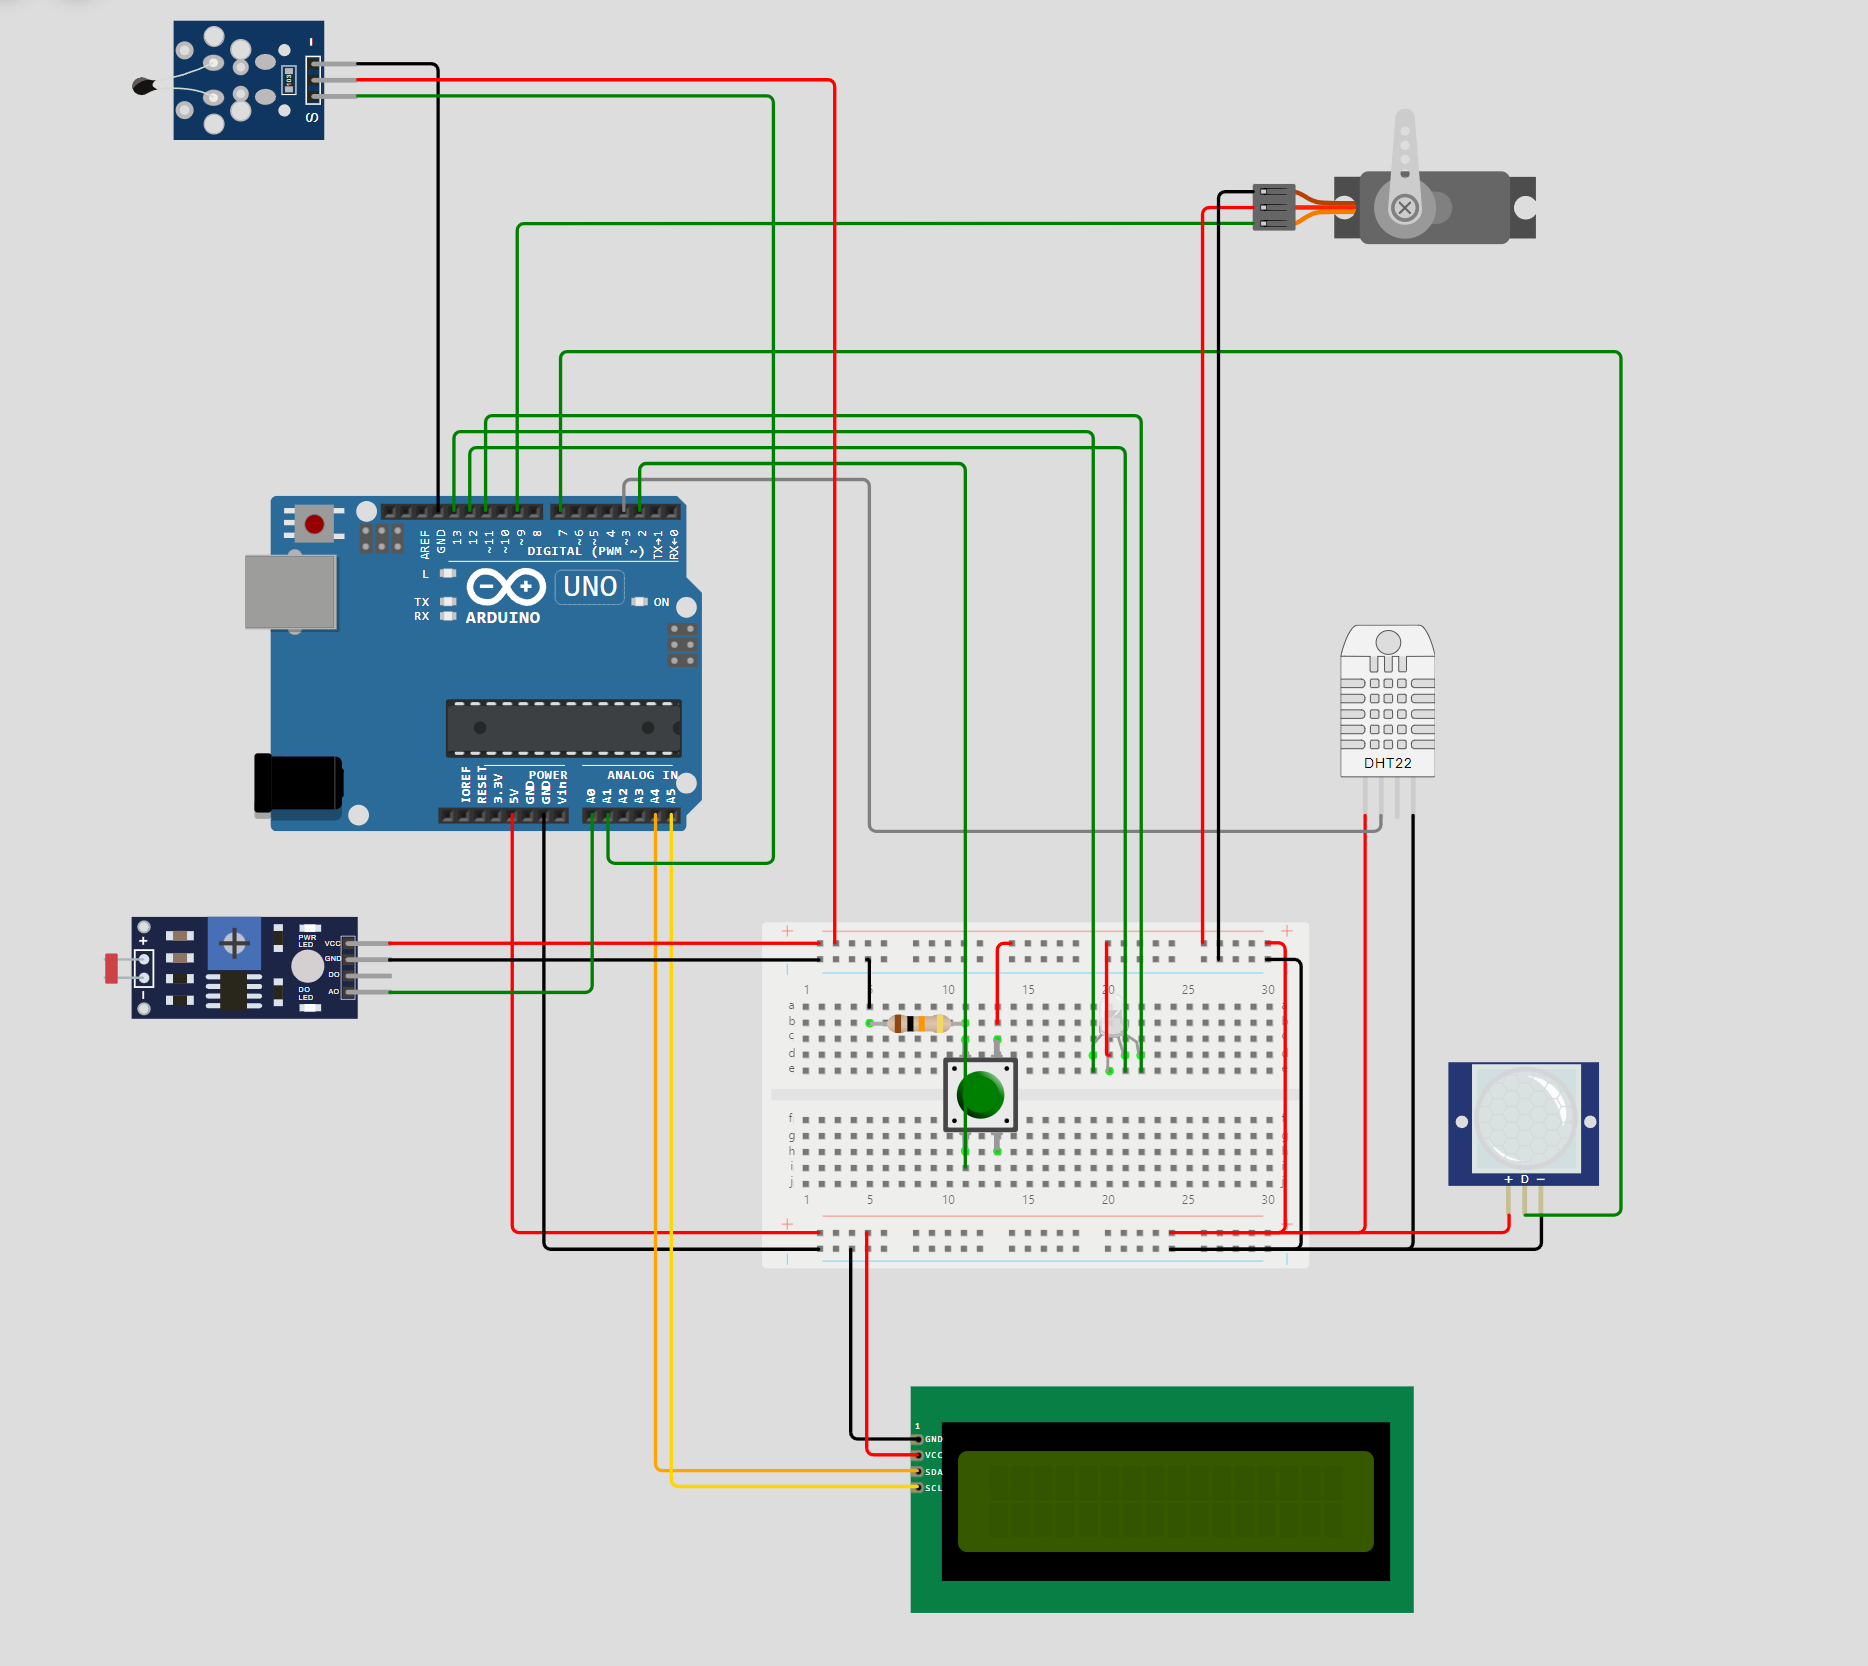 -
S
103
AREF
GND
13
12
~11
~10
~9
8
7
~6
~5
4
~3
2
TX→1
RX←0
DIGITAL (PWM ~)
L
TX
RX
UNO
ARDUINO
ON
IOREF
RESET
3.3V
5V
GND
GND
Vin
POWER
ANALOG IN
A0
A1
A2
A3
A4
A5
DHT22
PWR
LED
DO
LED
VCC
GND
DO
AO
+
−
1 5 10 15 20 25 30
a a
b b
c c
d d
e e
f f
g g
h h
i i
j j
1 5 10 15 20 25 30
+ D −
1
GND
VCC
SDA
SCL